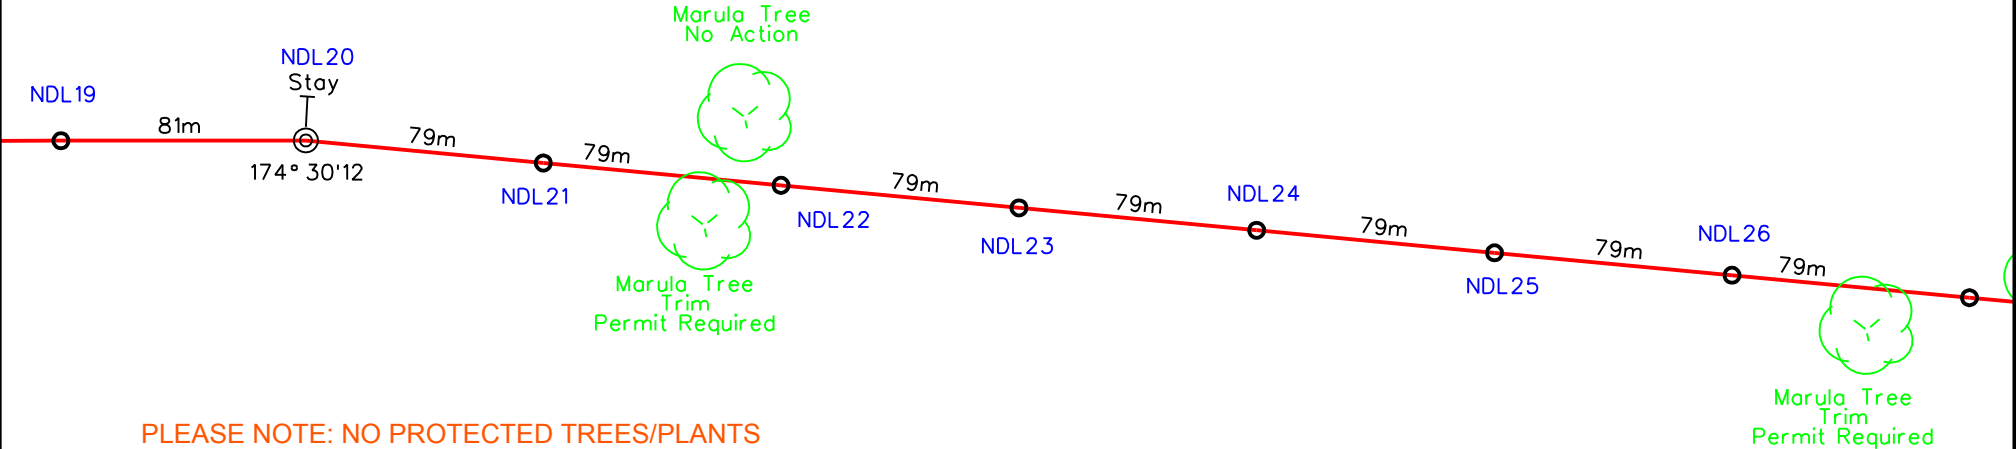 Marula Tree
No Action
NDL20
Stay
NDL19
81m
79m
79m
174° 30'12
NDL21
79m
NDL22
79m
NDL24
NDL23
79m
NDL26
79m
NDL25
79m
Marula Tree
Trim
Permit Required
Marula Tree
Trim
Permit Required
PLEASE NOTE: NO PROTECTED TREES/PLANTS